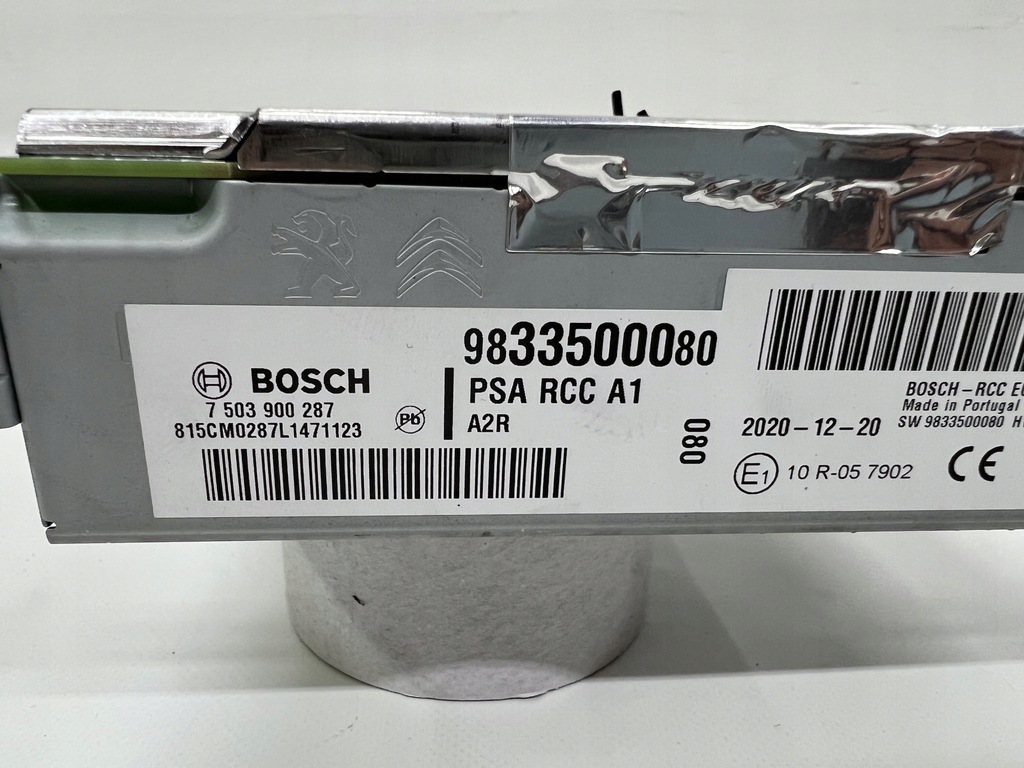 9833500080
BOSCH
PSA RCC A1
7 503 900 287
815CM0287L1471123
Pb
A2R
080
BOSCH-RCC
Made in Portugal
2020-12-20
SW 9833500080
E1 10 R-05 7902
CE